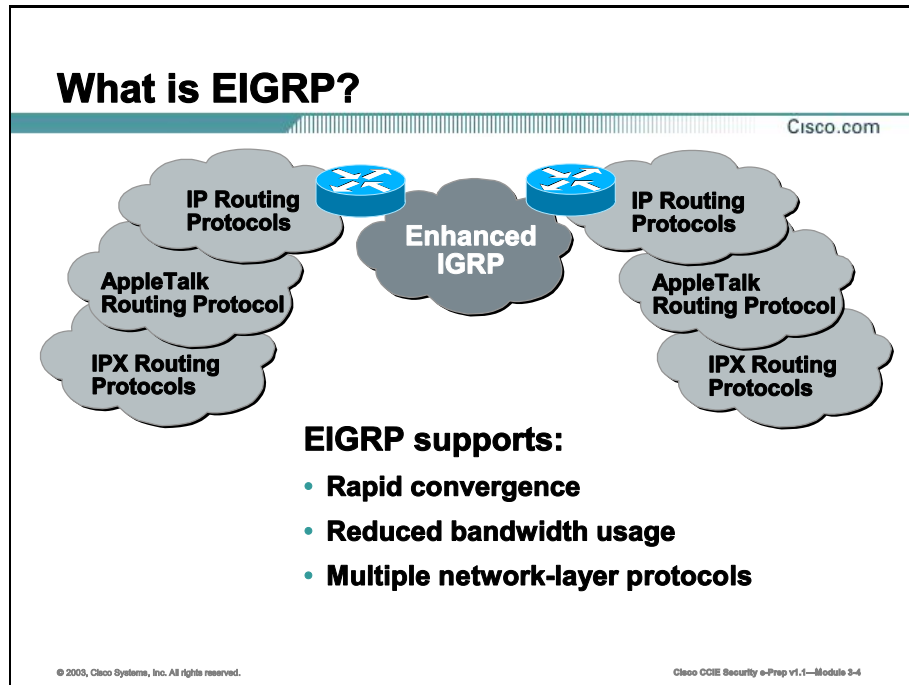 What is EIGRP?
Cisco.com
IP Routing
Protocols
AppleTalk
Routing Protocol
IPX Routing
Protocols
Enhanced
IGRP
IP Routing
Protocols
AppleTalk
Routing Protocol
IPX Routing
Protocols
EIGRP supports:
• Rapid convergence
• Reduced bandwidth usage
• Multiple network-layer protocols
© 2003, Cisco Systems, Inc. All rights reserved.
Cisco CCIE Security e-Prep v1.1—Module 3-4